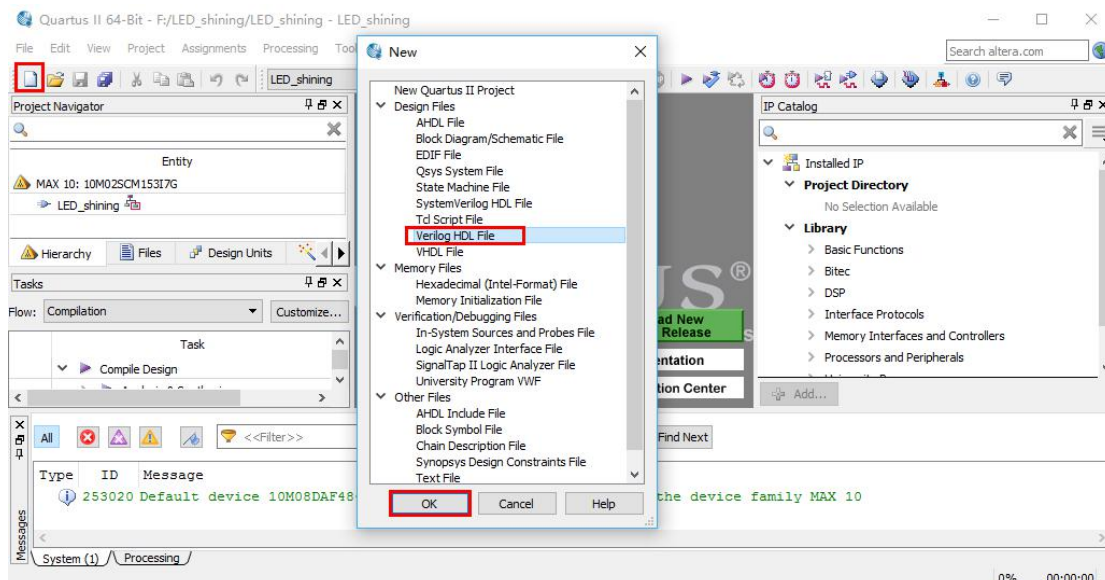 Quartus II 64-Bit - F:/LED_shining/LED_shining - LED_shining
File Edit View Project Assignments Processing
Search altera.com
LED_shining
Project Navigator
Entity
MAX 10: 10M02SCM153I7G
LED_shining
Hierarchy Files Design Units
Tasks
Flow: Compilation Customize...
Task
Compile Design
New
New Quartus II Project
Design Files
AHDL File
Block Diagram/Schematic File
EDIF File
Qsys System File
State Machine File
SystemVerilog HDL File
Tcl Script File
Verilog HDL File
VHDL File
Memory Files
Hexadecimal (Intel-Format) File
Memory Initialization File
Verification/Debugging Files
In-System Sources and Probes File
Logic Analyzer Interface File
SignalTap II Logic Analyzer File
University Program VWF
Other Files
AHDL Include File
Block Symbol File
Chain Description File
Synopsys Design Constraints File
Text File
OK Cancel Help
US®
ad New
Release
entation
tion Center
IP Catalog
Installed IP
Project Directory
No Selection Available
Library
Basic Functions
Bitec
DSP
Interface Protocols
Memory Interfaces and Controllers
Processors and Peripherals
Add...
All <<Filter>> Find Next
Type ID Message
253020 Default device 10M08DAF48 the device family MAX 10
Messages
System (1) Processing
0% 00:00:00